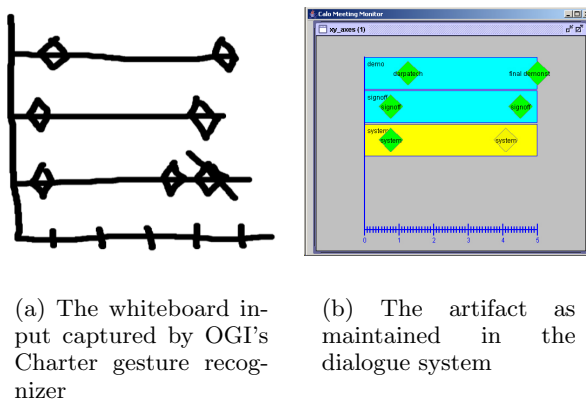 Calo Meeting Monitor
xy_axes (1)
demo
darpatech
final demonst
signoff
signoff
signoff
system
system
system
0 1 2 3 4 5
(a) The whiteboard in-
put captured by OGI's
Charter gesture recog-
nizer
(b) The artifact as
maintained in the
dialogue system